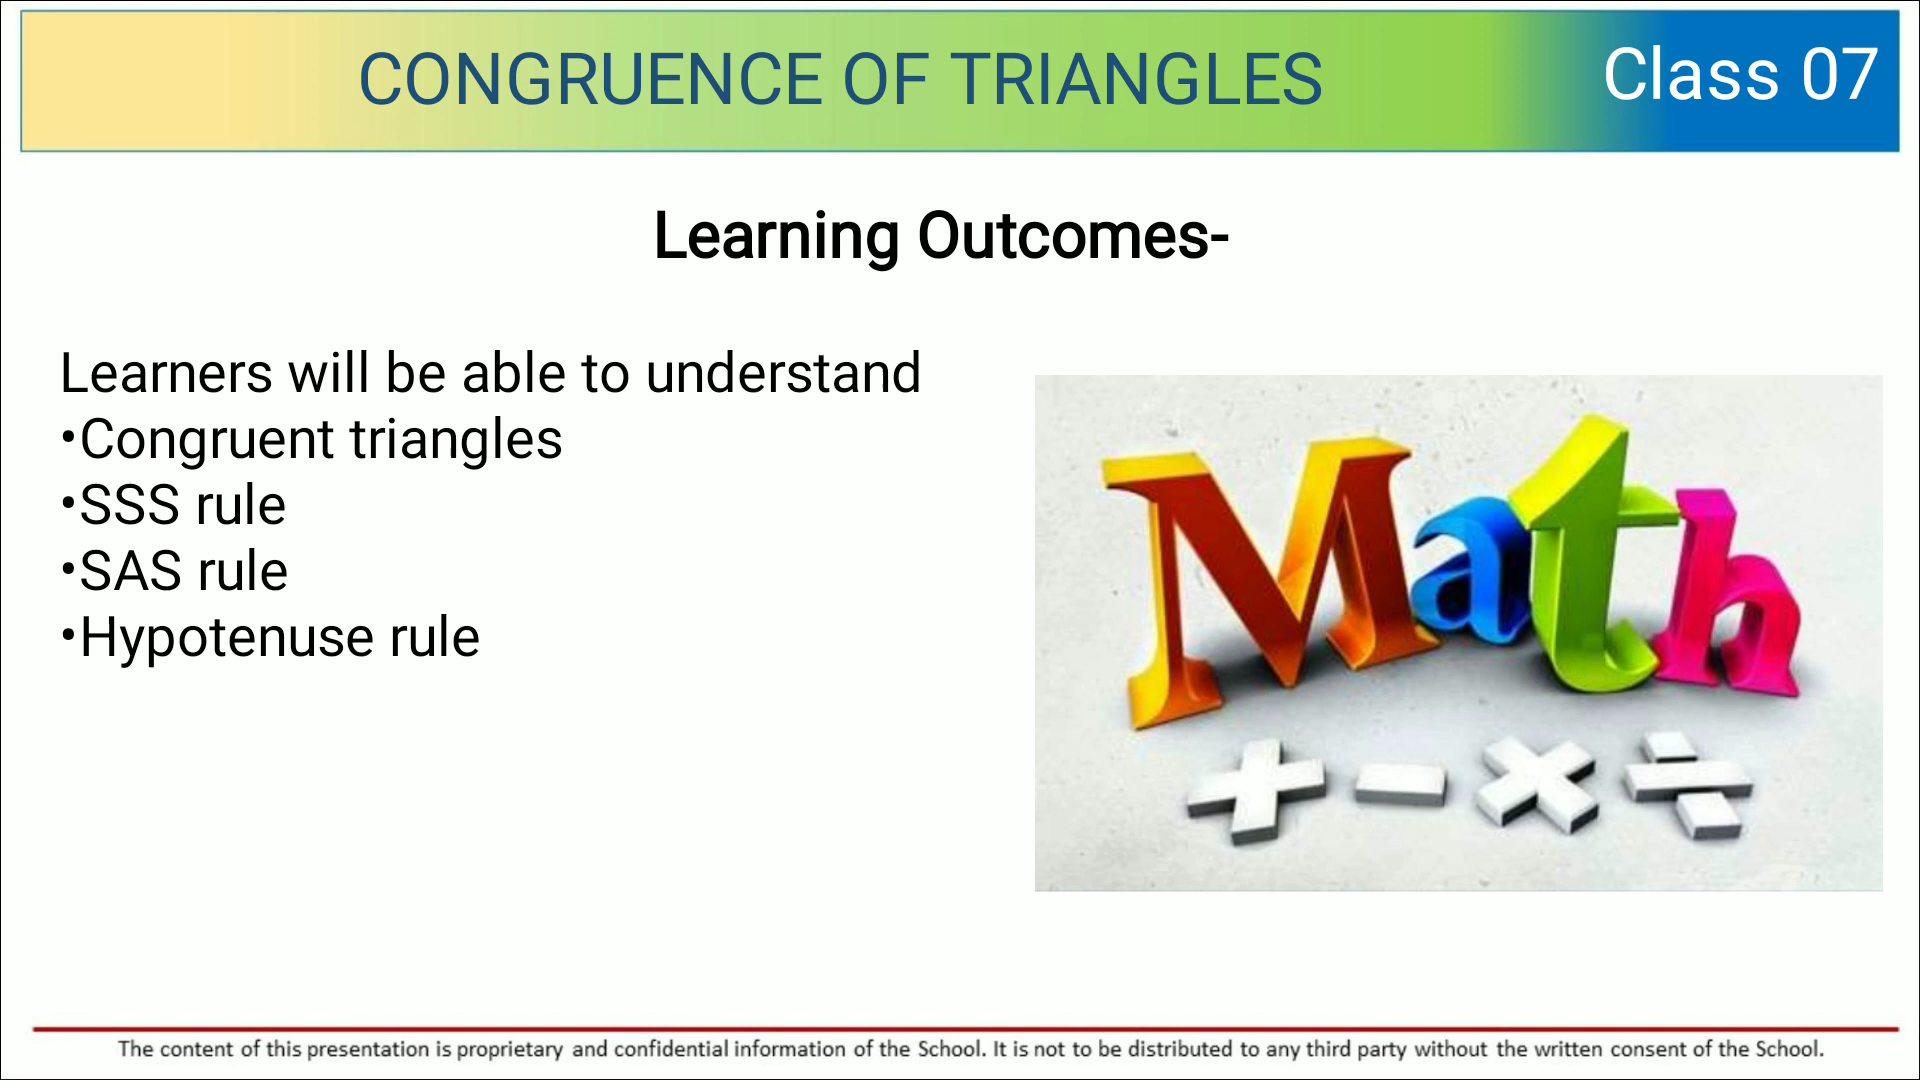 CONGRUENCE OF TRIANGLES
Class 07
Learning Outcomes-
Learners will be able to understand
•Congruent triangles
•SSS rule
•SAS rule
•Hypotenuse rule
Math
+ - × ÷
The content of this presentation is proprietary and confidential information of the School. It is not to be distributed to any third party without the written consent of the School.